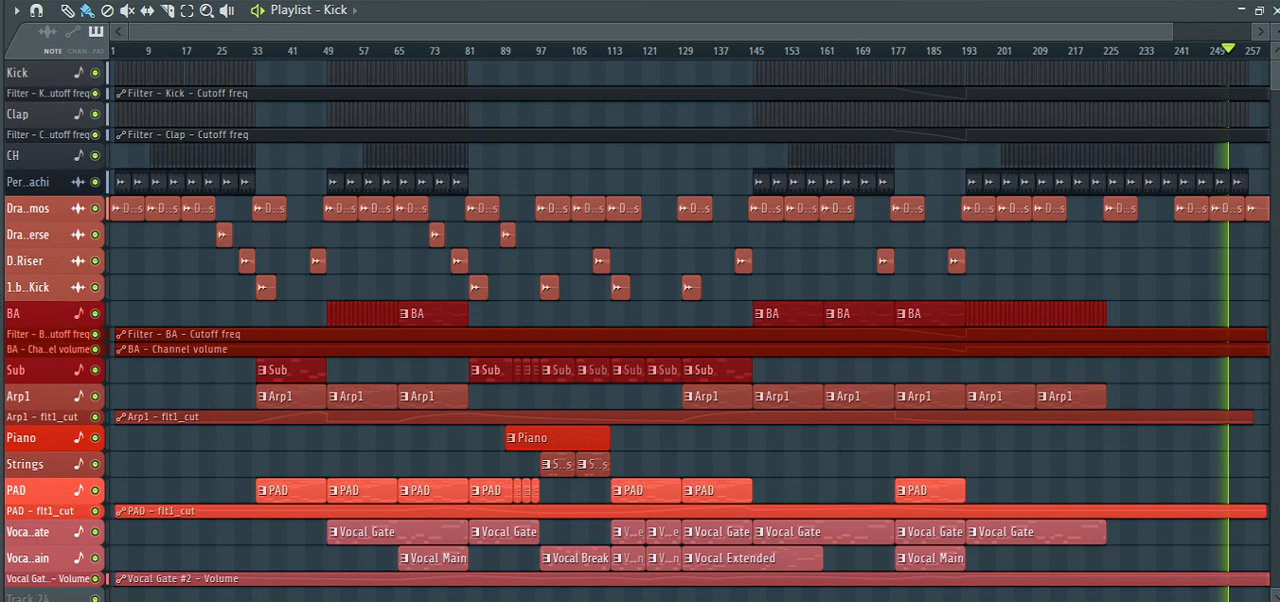 Playlist - Kick
NOTE CHAN PAT
1 9 17 25 33 41 49 57 65 73 81 89 97 105 113 121 129 137 145 153 161 169 177 185 193 201 209 217 225 233 241 249 257
Kick
Filter - K..utoff freq Filter - Kick - Cutoff freq
Clap
Filter - C..utoff freq Filter - Clap - Cutoff freq
CH
Per..achi
Dra..mos D...s D...s D...s D...s D...s D...s D...s D...s D...s D...s D...s D...s D...s D...s D...s D...s D...s D...s D...s D...s D...s D...s
Dra..erse
D.Riser
1.b..Kick
BA BA BA BA BA
Filter - B..utoff freq Filter - BA - Cutoff freq
BA - Cha..el volume BA - Channel volume
Sub Sub Sub Sub Sub Sub Sub Sub
Arp1 Arp1 Arp1 Arp1 Arp1 Arp1 Arp1 Arp1 Arp1 Arp1
Arp1 - flt1_cut Arp1 - flt1_cut
Piano Piano
Strings S...s S...s
PAD PAD PAD PAD PAD PAD PAD PAD
PAD - flt1_cut PAD - flt1_cut
Voca..ate Vocal Gate Vocal Gate V...e V...e Vocal Gate Vocal Gate Vocal Gate Vocal Gate
Voca..ain Vocal Main Vocal Break V...n V...n Vocal Extended Vocal Main
Vocal Gat..- Volume Vocal Gate #2 - Volume
Track 24